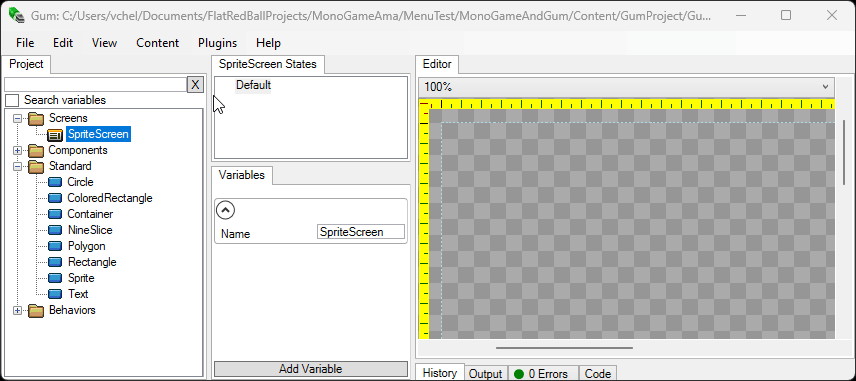 Gum: C:/Users/vchel/Documents/FlatRedBallProjects/MonoGameAma/MenuTest/MonoGameAndGum/Content/GumProject/Gu...
File Edit View Content Plugins Help
Project
X
Search variables
Screens
SpriteScreen
Components
Standard
Circle
ColoredRectangle
Container
NineSlice
Polygon
Rectangle
Sprite
Text
Behaviors
SpriteScreen States
Default
Variables
Name SpriteScreen
Add Variable
Editor
100%
History Output 0 Errors Code